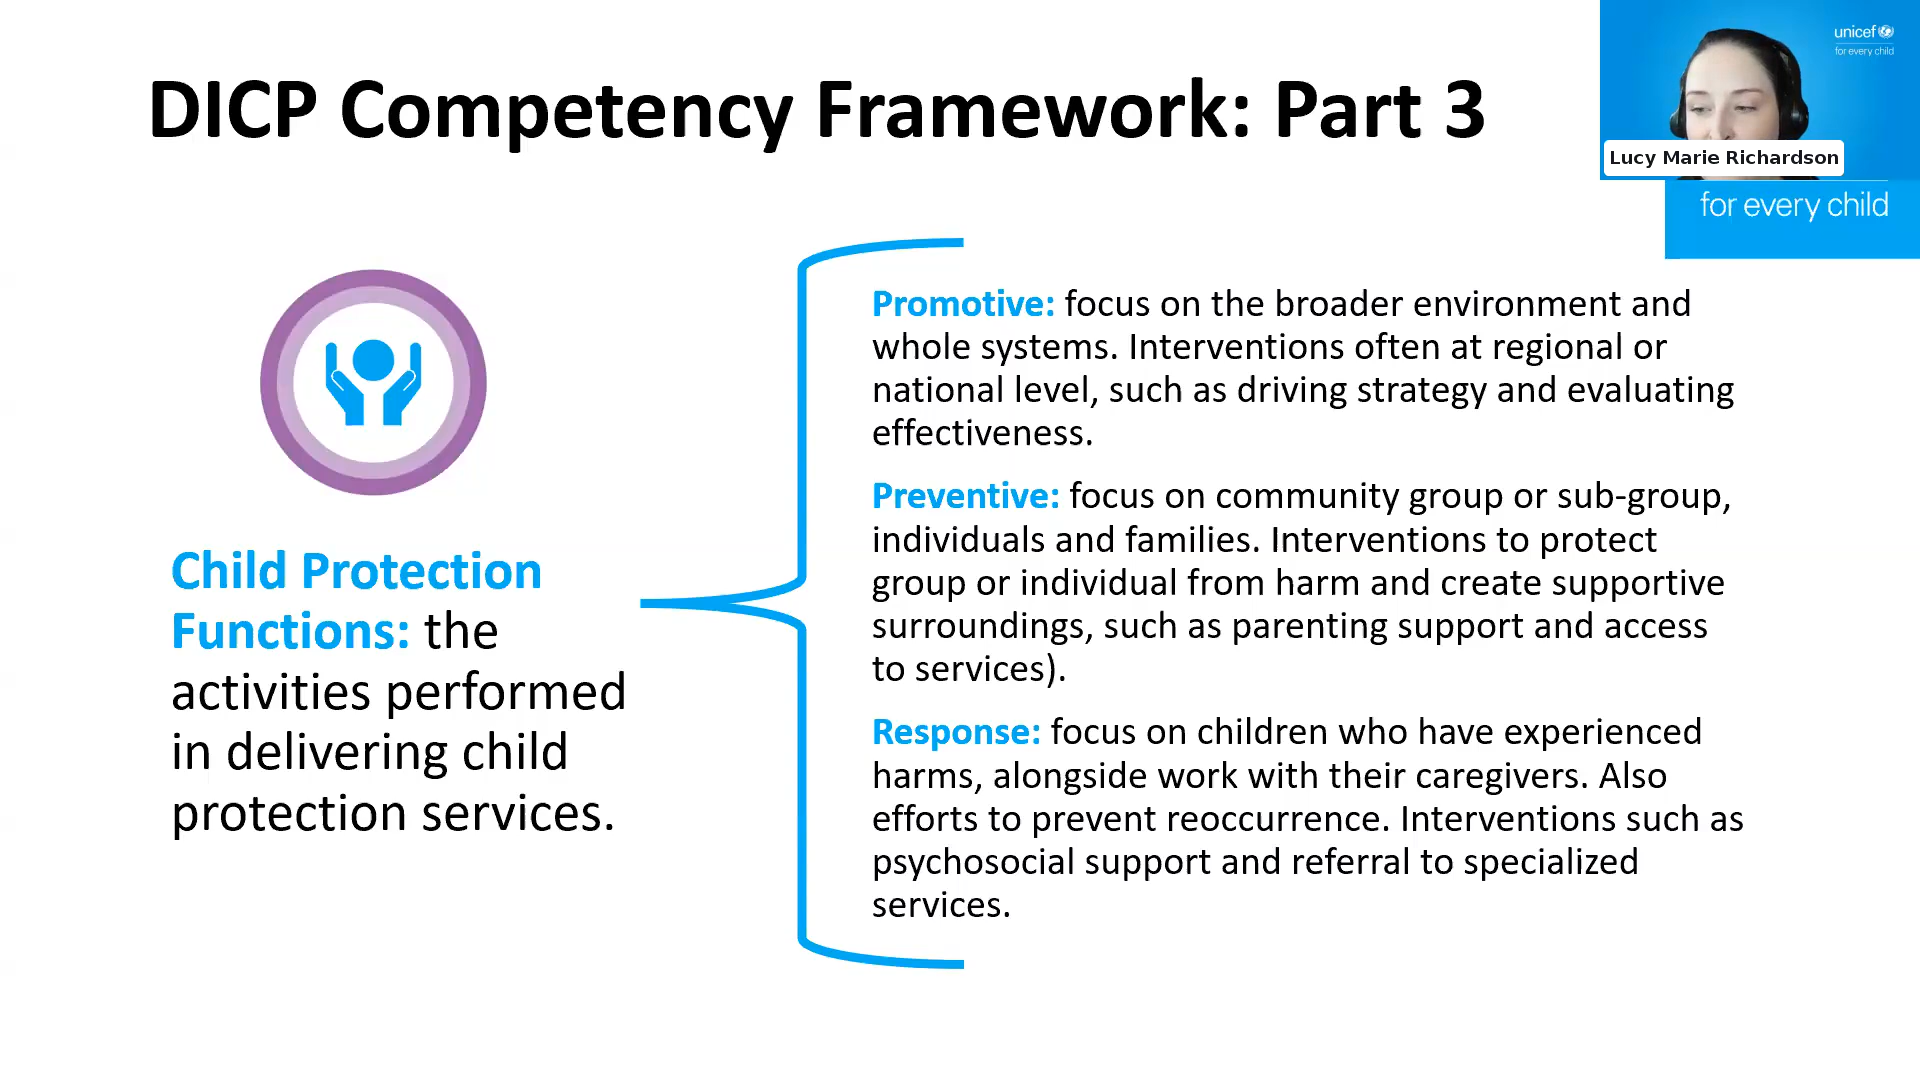 DICP Competency Framework: Part 3
unicef
for every child
Lucy Marie Richardson
for every child
Child Protection
Functions: the
activities performed
in delivering child
protection services.
Promotive: focus on the broader environment and
whole systems. Interventions often at regional or
national level, such as driving strategy and evaluating
effectiveness.
Preventive: focus on community group or sub-group,
individuals and families. Interventions to protect
group or individual from harm and create supportive
surroundings, such as parenting support and access
to services).
Response: focus on children who have experienced
harms, alongside work with their caregivers. Also
efforts to prevent reoccurrence. Interventions such as
psychosocial support and referral to specialized
services.